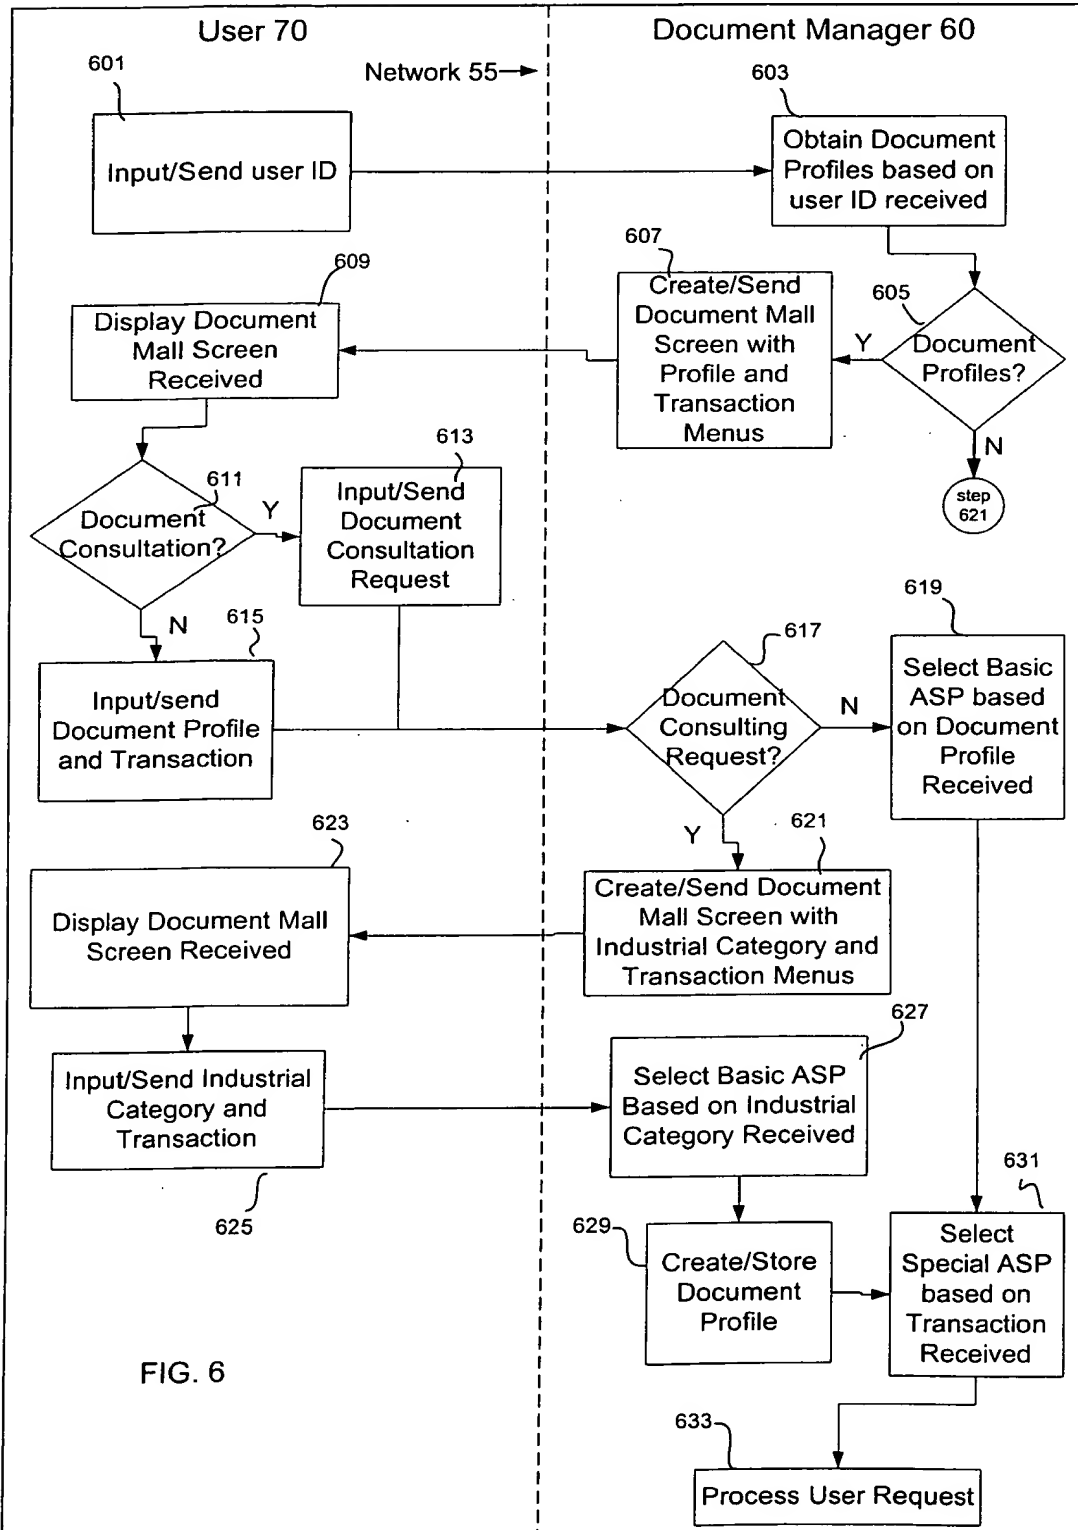 User 70
Document Manager 60
Network 55
601
Input/Send user ID
603
Obtain Document
Profiles based on
user ID received
605
Document
Profiles?
Y
N
step
621
607
Create/Send
Document Mall
Screen with
Profile and
Transaction
Menus
609
Display Document
Mall Screen
Received
611
Document
Consultation?
Y
N
613
Input/Send
Document
Consultation
Request
615
Input/send
Document Profile
and Transaction
617
Document
Consulting
Request?
N
Y
619
Select Basic
ASP based
on Document
Profile
Received
621
Create/Send Document
Mall Screen with
Industrial Category and
Transaction Menus
623
Display Document Mall
Screen Received
Input/Send Industrial
Category and
Transaction
625
627
Select Basic ASP
Based on Industrial
Category Received
629
Create/Store
Document
Profile
631
Select
Special ASP
based on
Transaction
Received
633
Process User Request
FIG. 6